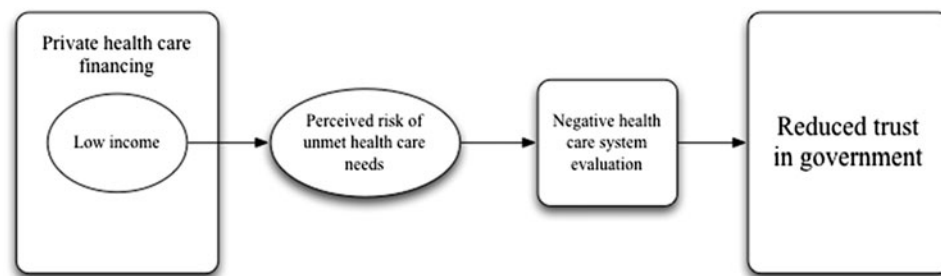 Private health care
financing
Low income
Perceived risk of
unmet health care
needs
Negative health
care system
evaluation
Reduced trust
in government